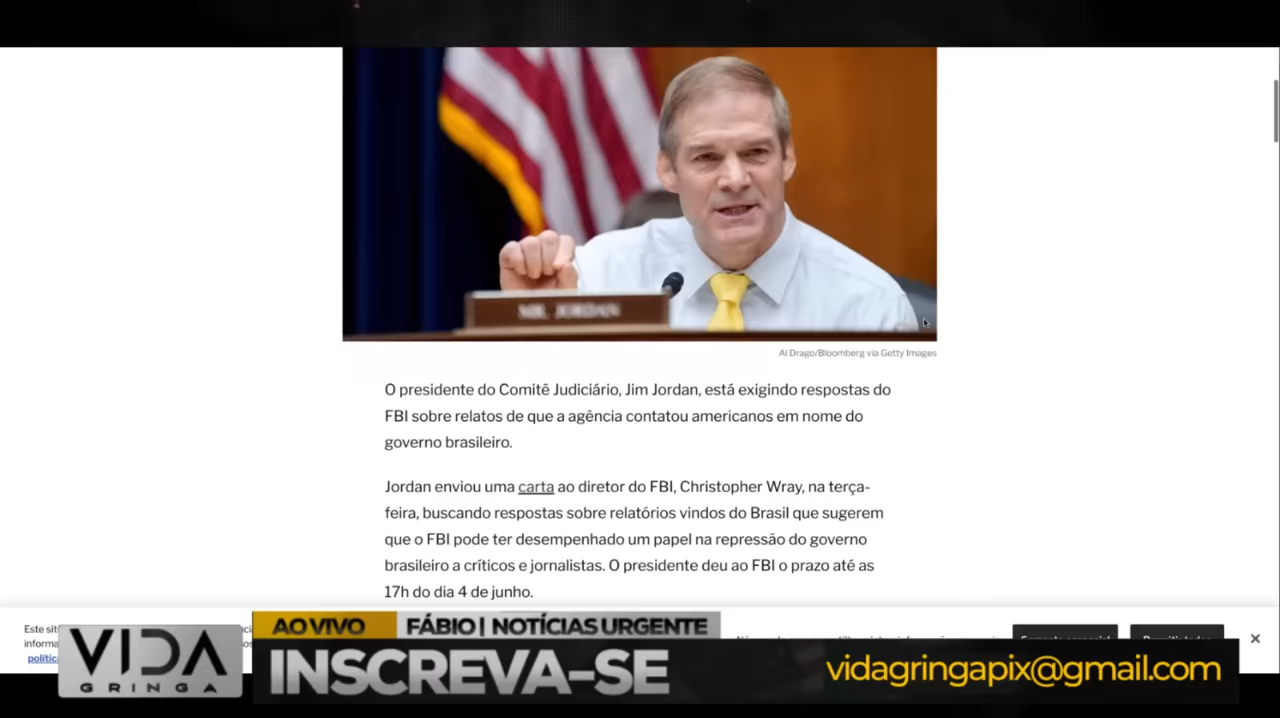 MR. JORDAN
Al Drago/Bloomberg via Getty Images
O presidente do Comitê Judiciário, Jim Jordan, está exigindo respostas do
FBI sobre relatos de que a agência contatou americanos em nome do
governo brasileiro.
Jordan enviou uma carta ao diretor do FBI, Christopher Wray, na terça-
feira, buscando respostas sobre relatórios vindos do Brasil que sugerem
que o FBI pode ter desempenhado um papel na repressão do governo
brasileiro a críticos e jornalistas. O presidente deu ao FBI o prazo até as
17h do dia 4 de junho.
Este
AO VIVO FÁBIO | NOTÍCIAS URGENTE
VIDA
GRINGA
INSCREVA-SE
vidagringapix@gmail.com